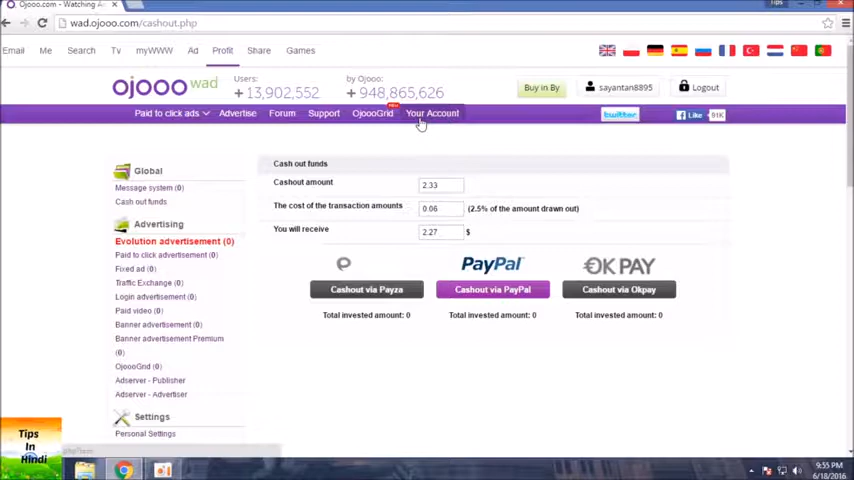 Ojooo.com - Watching A
Tips
wad.ojooo.com/cashout.php
Email Me Search Tv myWWW Ad Profit Share Games
ojooo wad
Users:
+ 13,902,552
by Ojooo:
+ 948,865,626
Buy in By
sayantan8895
Logout
Paid to click ads Advertise Forum Support OjoooGrid Your Account
twitter
Like 91K
Global
Message system (0)
Cash out funds
Advertising
Evolution advertisement (0)
Paid to click advertisement (0)
Fixed ad (0)
Traffic Exchange (0)
Login advertisement (0)
Paid video (0)
Banner advertisement (0)
Banner advertisement Premium
(0)
OjoooGrid (0)
Adserver - Publisher
Adserver - Advertiser
Settings
Personal Settings
Cash out funds
Cashout amount 2.33
The cost of the transaction amounts 0.06 (2.5% of the amount drawn out)
You will receive 2.27 $
PayPal OK PAY
Cashout via Payza Cashout via PayPal Cashout via Okpay
Total invested amount: 0 Total invested amount: 0 Total invested amount: 0
Tips
In
Hindi
9:55 PM
6/18/2016